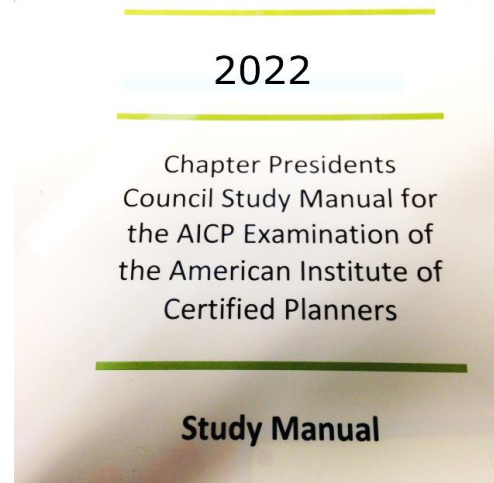 2022
Chapter Presidents
Council Study Manual for
the AICP Examination of
the American Institute of
Certified Planners
Study Manual